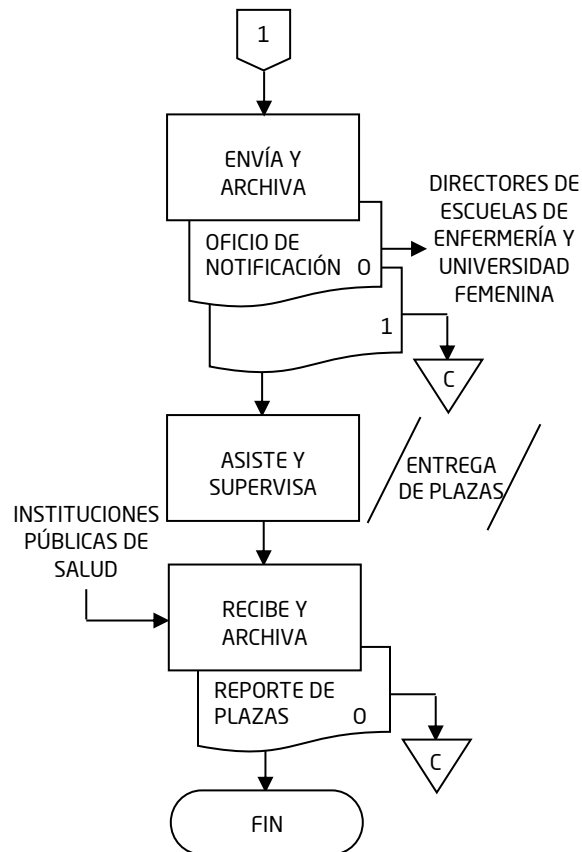 1
ENVÍA Y
ARCHIVA
OFICIO DE
NOTIFICACIÓN O
DIRECTORES DE
ESCUELAS DE
ENFERMERÍA Y
UNIVERSIDAD
FEMENINA
1
C
ASISTE Y
SUPERVISA
ENTREGA
DE PLAZAS
INSTITUCIONES
PÚBLICAS DE
SALUD
RECIBE Y
ARCHIVA
REPORTE DE
PLAZAS O
C
FIN